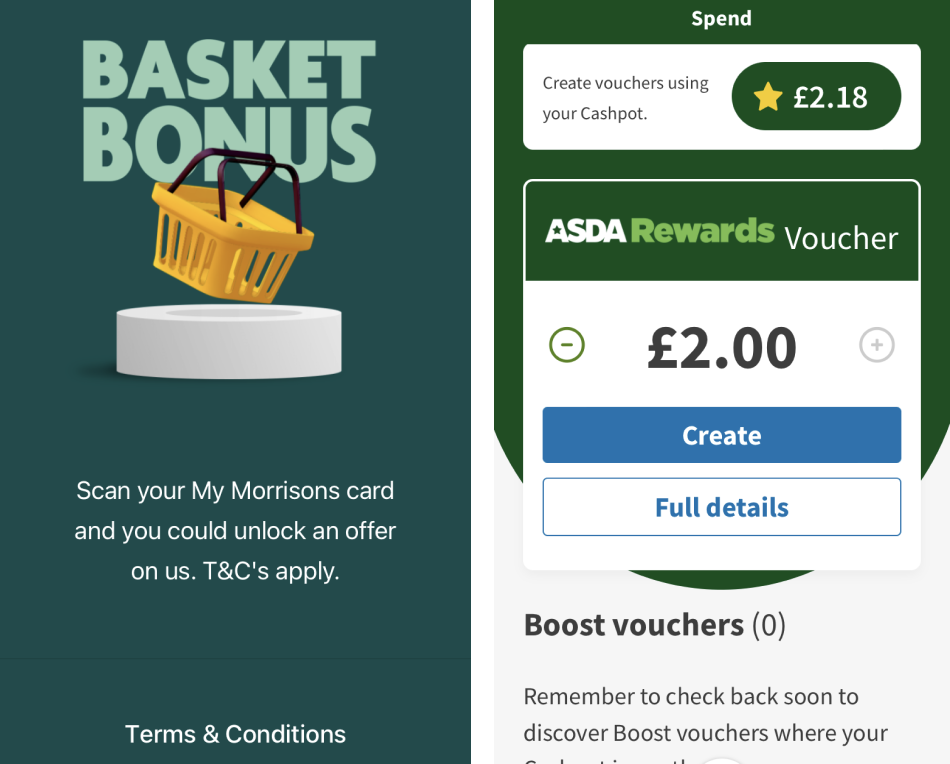 BASKET
BONUS
Scan your My Morrisons card
and you could unlock an offer
on us. T&C's apply.
Terms & Conditions
Spend
Create vouchers using
your Cashpot.
£2.18
ASDA Rewards Voucher
£2.00
Create
Full details
Boost vouchers (0)
Remember to check back soon to
discover Boost vouchers where your